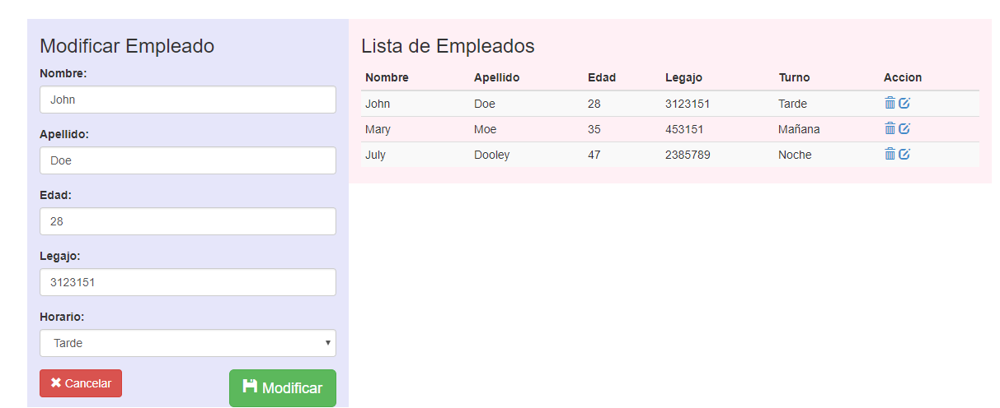 Modificar Empleado
Nombre:
John
Apellido:
Doe
Edad:
28
Legajo:
3123151
Horario:
Tarde
Cancelar
Modificar
Lista de Empleados
Nombre Apellido Edad Legajo Turno Accion
John Doe 28 3123151 Tarde
Mary Moe 35 453151 Mañana
July Dooley 47 2385789 Noche